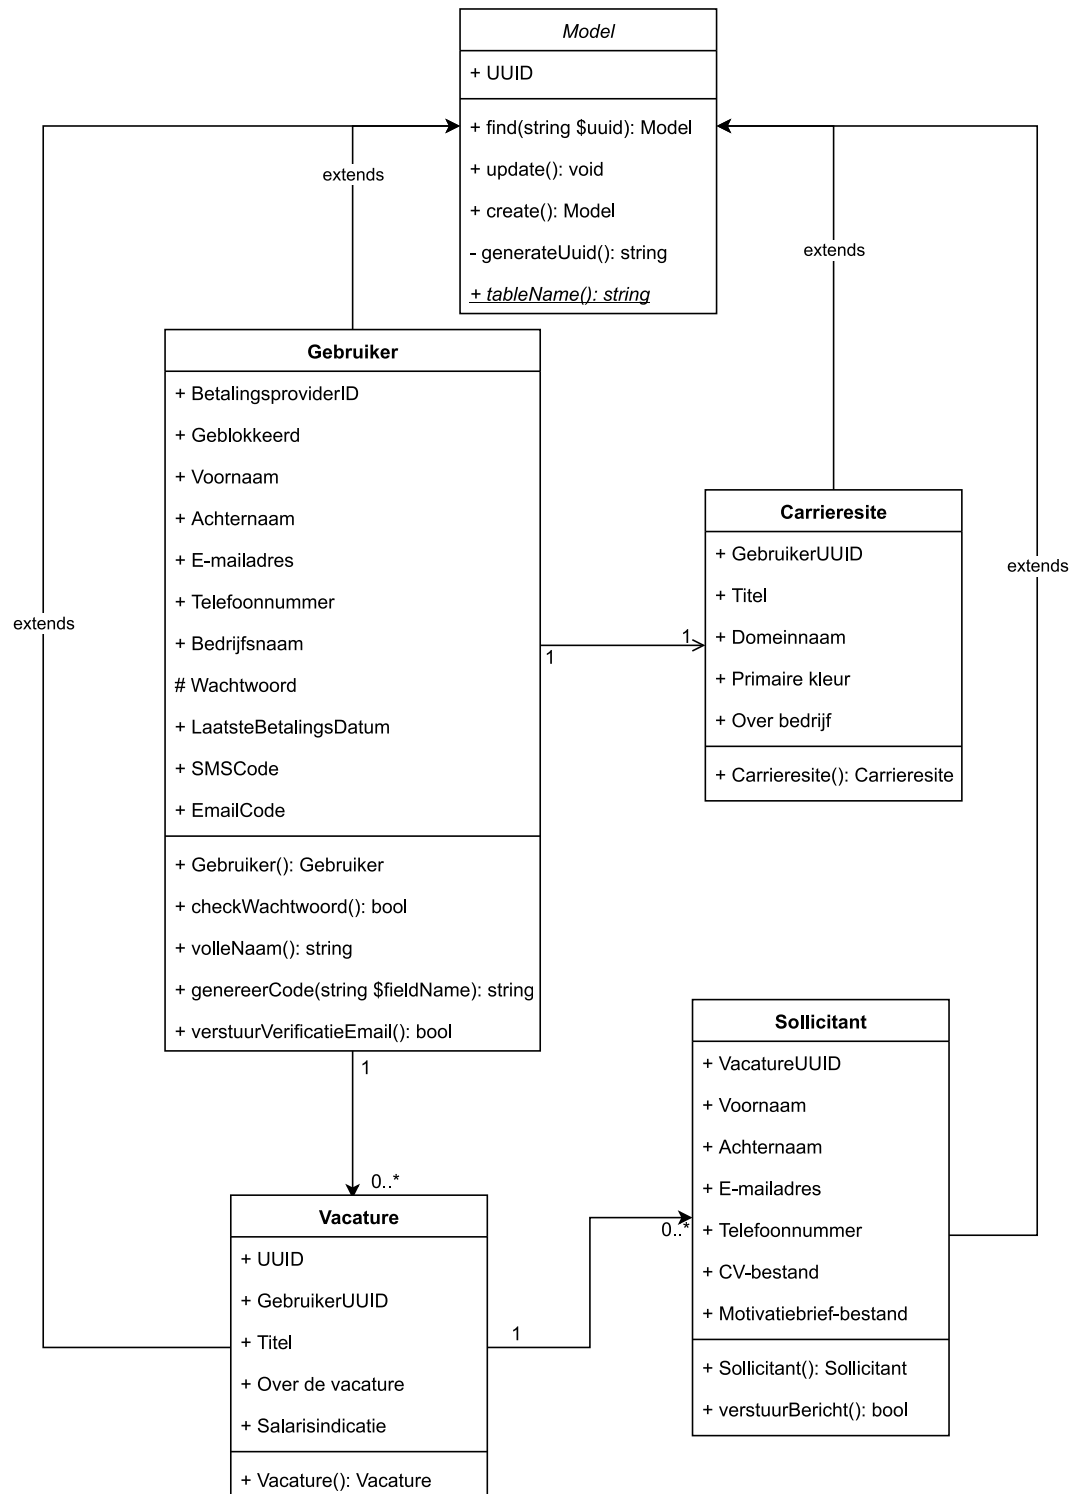 Model
+ UUID
+ find(string $uuid): Model
+ update(): void
+ create(): Model
- generateUuid(): string
+ tableName(): string
extends
extends
extends
extends
Gebruiker
+ BetalingsproviderID
+ Geblokkeerd
+ Voornaam
+ Achternaam
+ E-mailadres
+ Telefoonnummer
+ Bedrijfsnaam
# Wachtwoord
+ LaatsteBetalingsDatum
+ SMSCode
+ EmailCode
+ Gebruiker(): Gebruiker
+ checkWachtwoord(): bool
+ volleNaam(): string
+ genereerCode(string $fieldName): string
+ verstuurVerificatieEmail(): bool
1
1
Carrieresite
+ GebruikerUUID
+ Titel
+ Domeinnaam
+ Primaire kleur
+ Over bedrijf
+ Carrieresite(): Carrieresite
1
0..*
Vacature
+ UUID
+ GebruikerUUID
+ Titel
+ Over de vacature
+ Salarisindicatie
+ Vacature(): Vacature
1
0..*
Sollicitant
+ VacatureUUID
+ Voornaam
+ Achternaam
+ E-mailadres
+ Telefoonnummer
+ CV-bestand
+ Motivatiebrief-bestand
+ Sollicitant(): Sollicitant
+ verstuurBericht(): bool